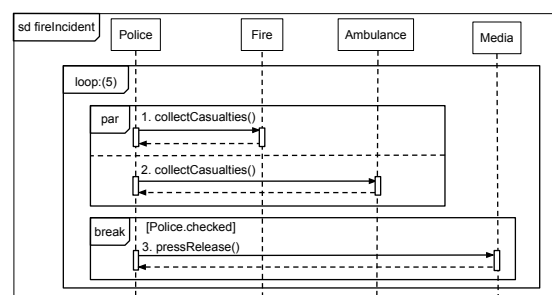 sd fireIncident
Police
Fire
Ambulance
Media
loop:(5)
par
1. collectCasualties()
2. collectCasualties()
break
[Police.checked]
3. pressRelease()